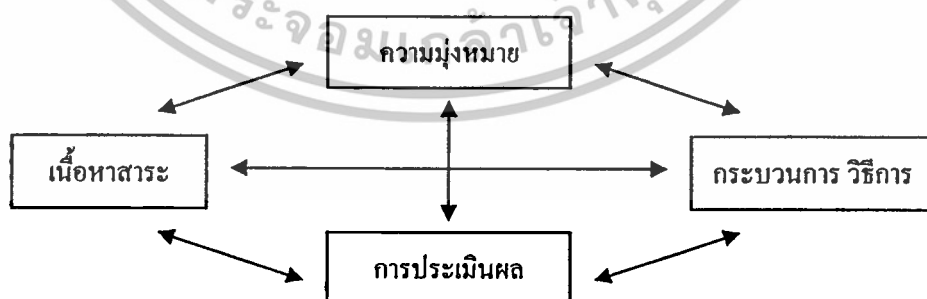 ความมุ่งหมาย
เนื้อหาสาระ
กระบวนการ วิธีการ
การประเมินผล